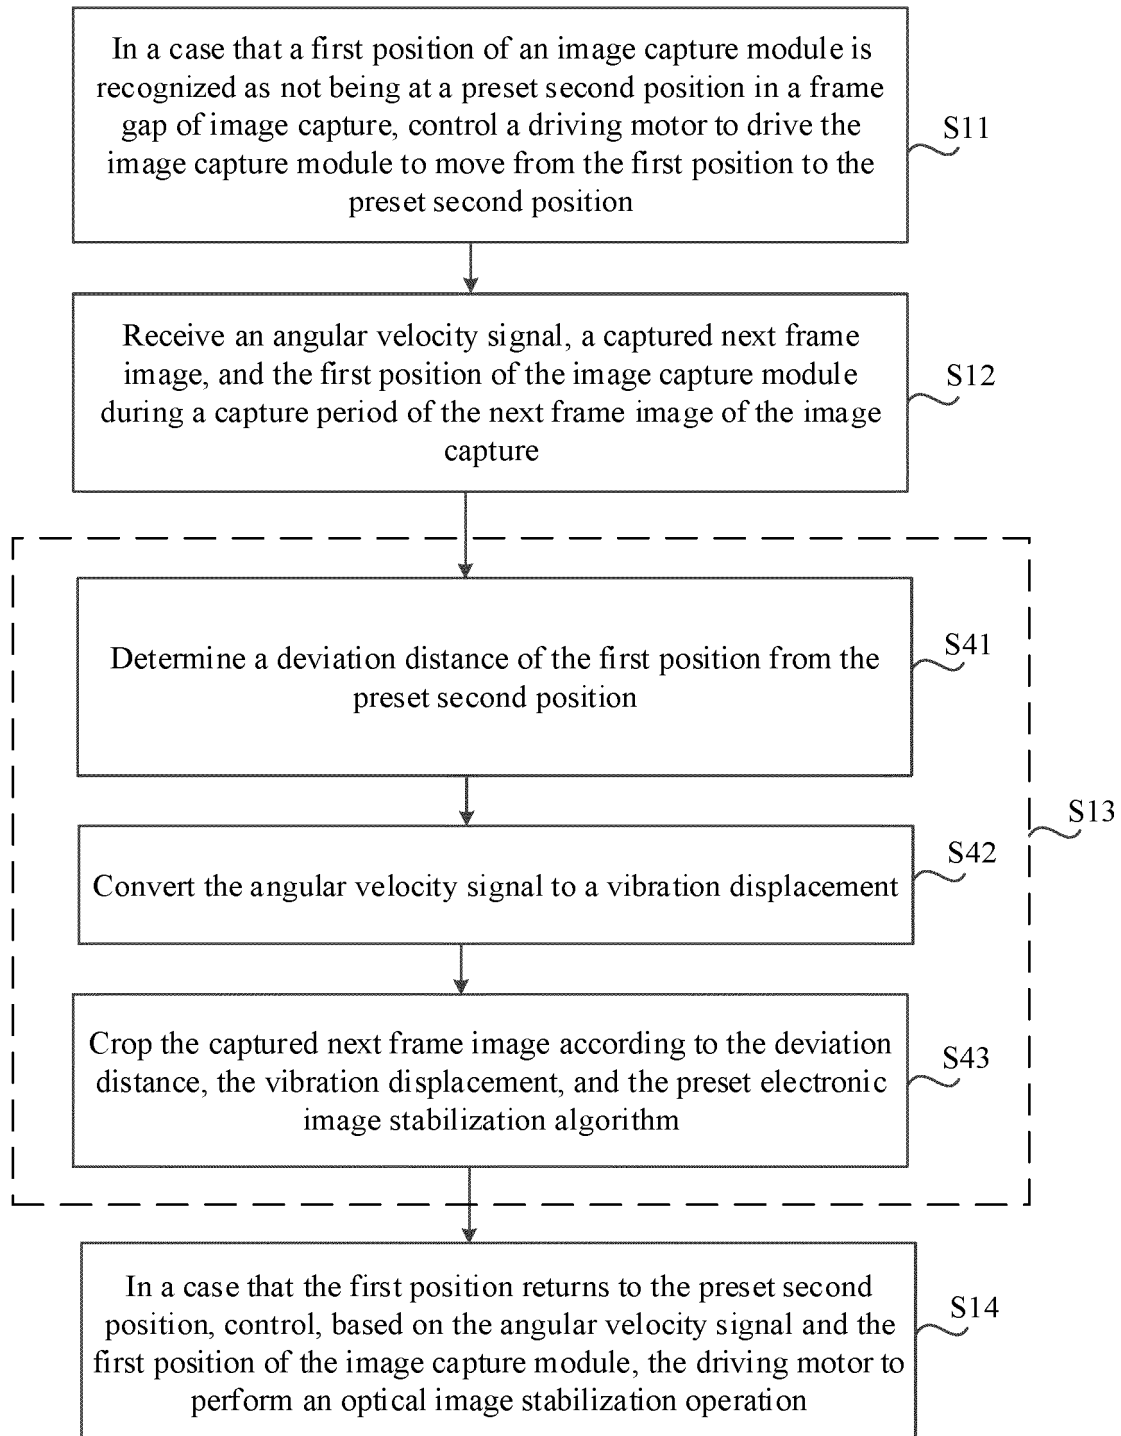 In a case that a first position of an image capture module is
recognized as not being at a preset second position in a frame
gap of image capture, control a driving motor to drive the
image capture module to move from the first position to the
preset second position
S11
Receive an angular velocity signal, a captured next frame
image, and the first position of the image capture module
during a capture period of the next frame image of the image
capture
S12
Determine a deviation distance of the first position from the
preset second position
S41
S13
Convert the angular velocity signal to a vibration displacement
S42
Crop the captured next frame image according to the deviation
distance, the vibration displacement, and the preset electronic
image stabilization algorithm
S43
In a case that the first position returns to the preset second
position, control, based on the angular velocity signal and the
first position of the image capture module, the driving motor to
perform an optical image stabilization operation
S14